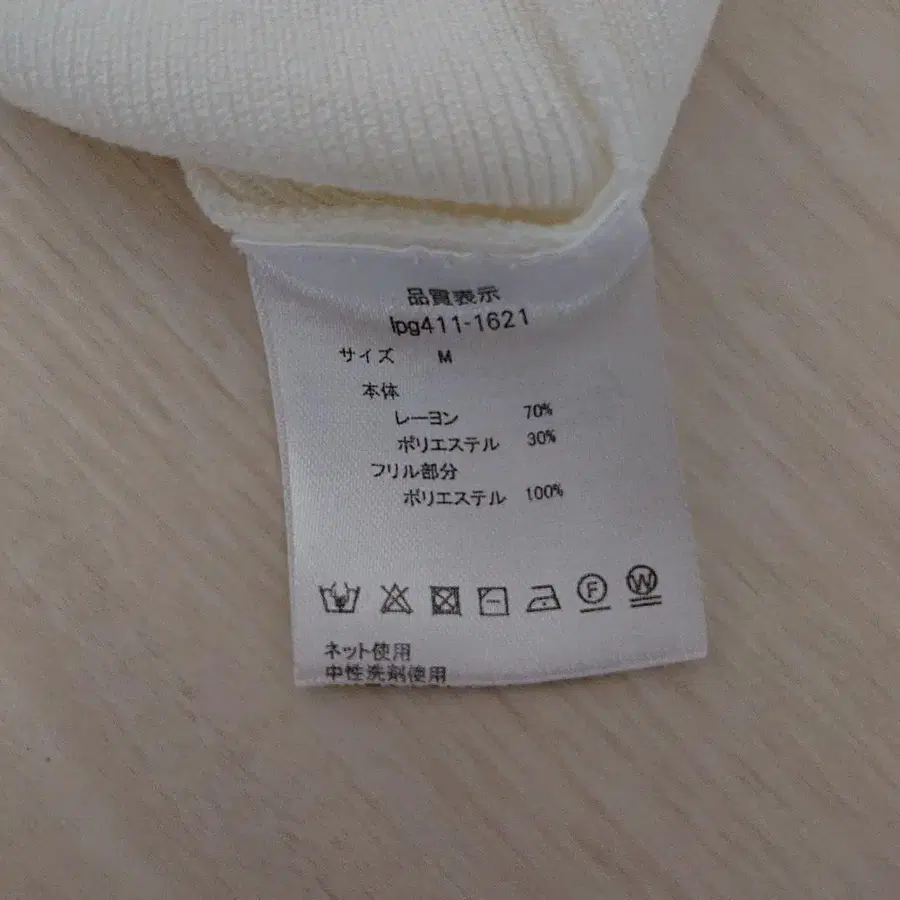 品質表示
lpg411-1621
サイズ M
本体
レーヨン 70%
ポリエステル 30%
フリル部分
ポリエステル 100%
F W
ネット使用
中性洗剤使用